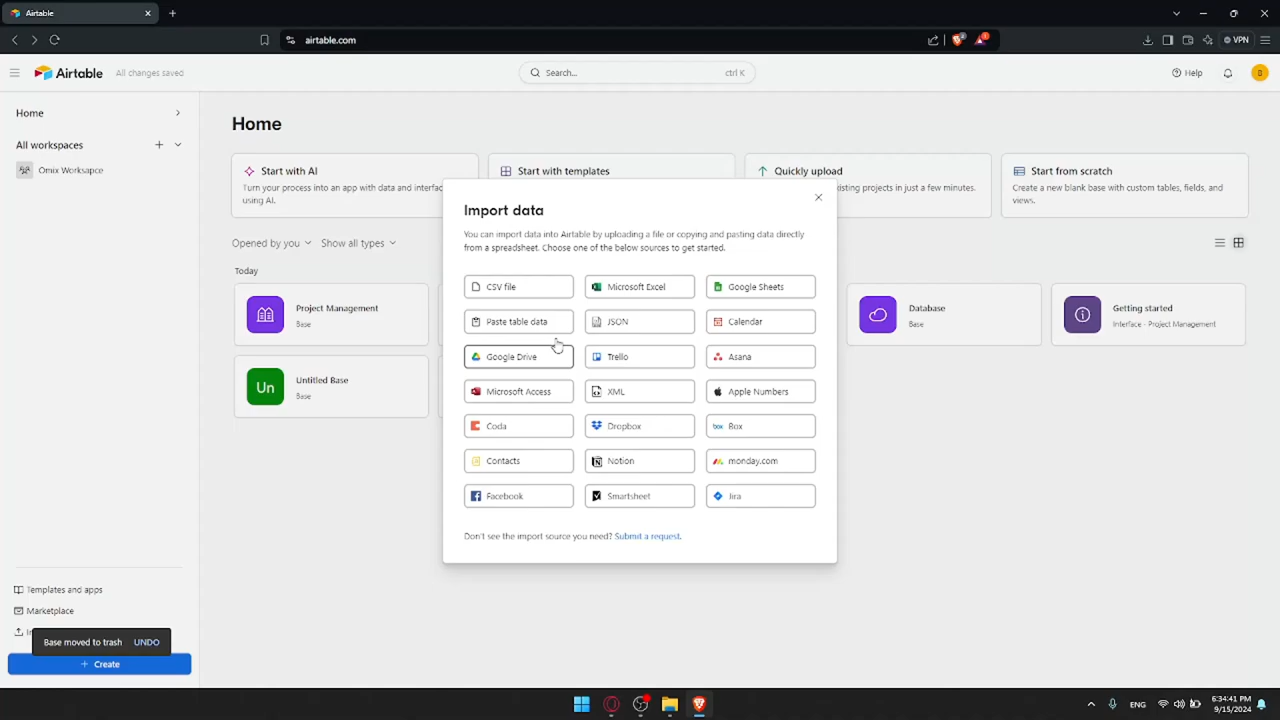 Airtable
airtable.com
VPN
Airtable
All changes saved
Search...
ctrl K
Help
Home
All workspaces
Omix Worksapce
Home
Start with AI
Turn your process into an app with data and interfac
using AI.
Start with templates
Quickly upload
xisting projects in just a few minutes.
Start from scratch
Create a new blank base with custom tables, fields, and
views.
Opened by you
Show all types
Today
Project Management
Base
Database
Base
Getting started
Interface · Project Management
Un
Untitled Base
Base
Import data
You can import data into Airtable by uploading a file or copying and pasting data directly
from a spreadsheet. Choose one of the below sources to get started.
CSV file
Microsoft Excel
Google Sheets
Paste table data
JSON
Calendar
Google Drive
Trello
Asana
Microsoft Access
XML
Apple Numbers
Coda
Dropbox
box Box
Contacts
Notion
monday.com
Facebook
Smartsheet
Jira
Don't see the import source you need? Submit a request.
Templates and apps
Marketplace
Base moved to trash UNDO
+ Create
ENG
6:34:41 PM
9/15/2024